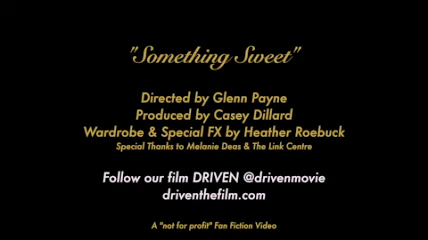 "Something Sweet"
Directed by Glenn Payne
Produced by Casey Dillard
Wardrobe & Special FX by Heather Roebuck
Special Thanks to Melanie Deas & The Link Centre
Follow our film DRIVEN @drivenmovie
driventhefilm.com
A "not for profit" Fan Fiction Video